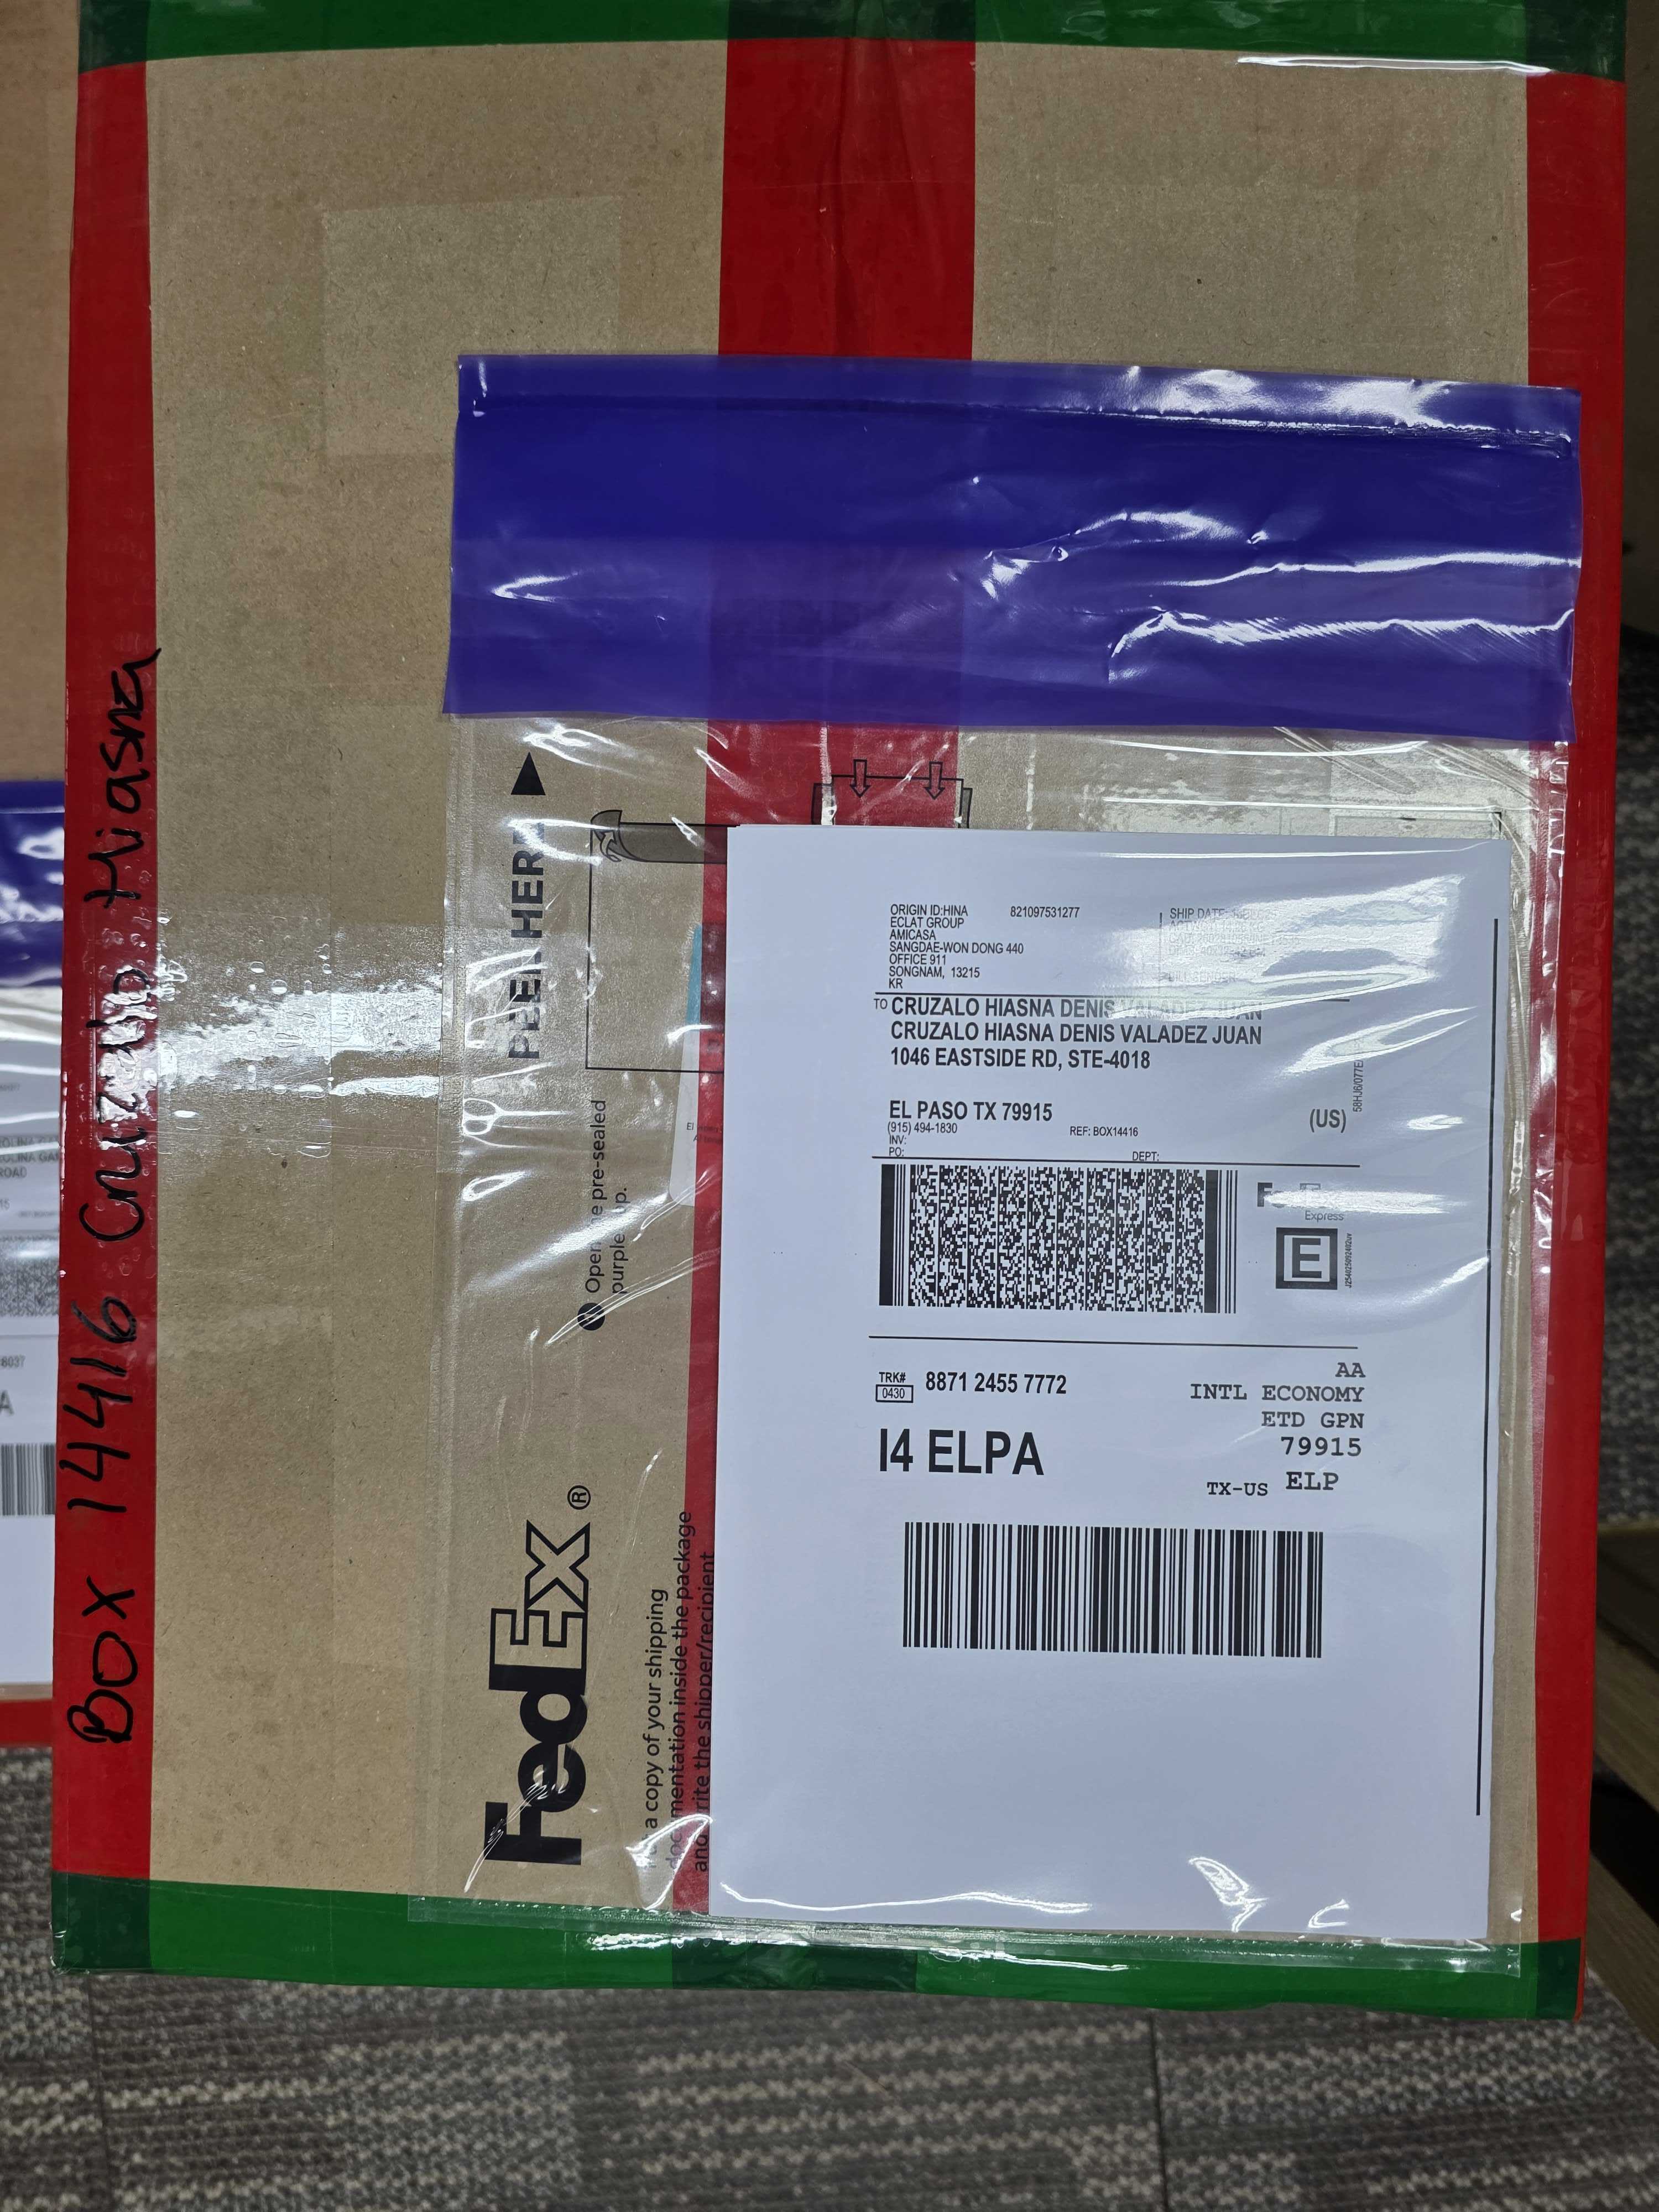 BOX 14416 Cruzalo Hiasna
PEEL HERE
Open pre-sealed
purple
FedEx ®
a copy of your shipping
documentation inside the package
and write the shipper/recipient
ORIGIN ID:HINA 821097531277
ECLAT GROUP
AMICASA
SANGDAE-WON DONG 440
OFFICE 911
SONGNAM, 13215
KR
SHIP DATE:
TO CRUZALO HIASNA DENIS VALADEZ JUAN
CRUZALO HIASNA DENIS VALADEZ JUAN
1046 EASTSIDE RD, STE-4018
EL PASO TX 79915
(US)
(915) 494-1830 REF: BOX14416
INV:
PO: DEPT:
Express
E
TRK#
0430
8871 2455 7772
AA
INTL ECONOMY
ETD GPN
79915
I4 ELPA
TX-US ELP